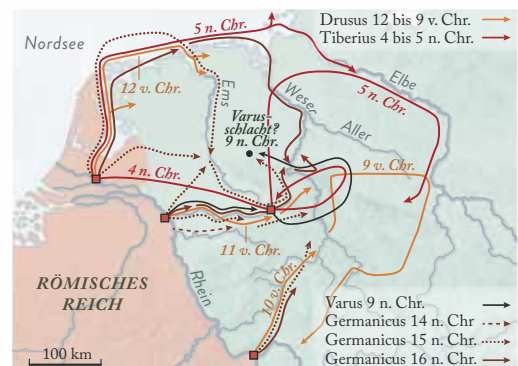 5 n. Chr.
Drusus 12 bis 9 v. Chr.
Tiberius 4 bis 5 n. Chr.
Nordsee
Elbe
12 v. Chr.
Ems
Weser
5 n. Chr.
Varus-
schlacht?
9 n. Chr.
Aller
4 n. Chr.
9 v. Chr.
11 v. Chr.
RÖMISCHES
REICH
Rhein
10 v. Chr.
Varus 9 n. Chr.
Germanicus 14 n. Chr
Germanicus 15 n. Chr.
Germanicus 16 n. Chr.
100 km